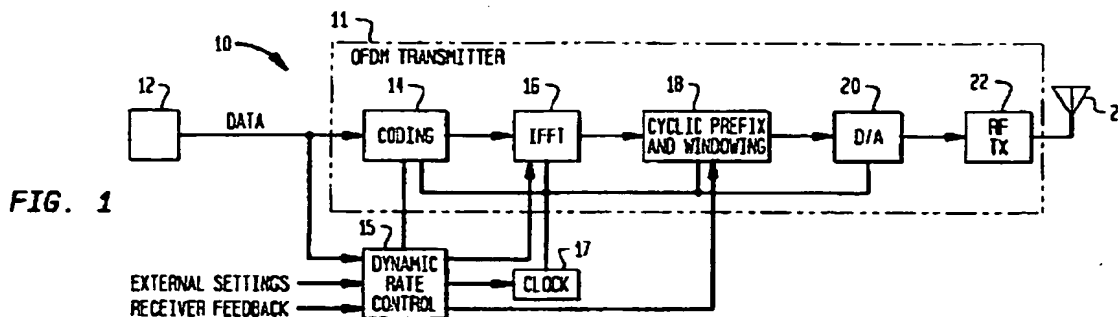 11
10
OFDM TRANSMITTER
12
14
16
18
20
22
2
DATA
CODING
IFFT
CYCLIC PREFIX
AND WINDOWING
D/A
RF
TX
FIG. 1
15
17
DYNAMIC
RATE
CONTROL
CLOCK
EXTERNAL SETTINGS
RECEIVER FEEDBACK